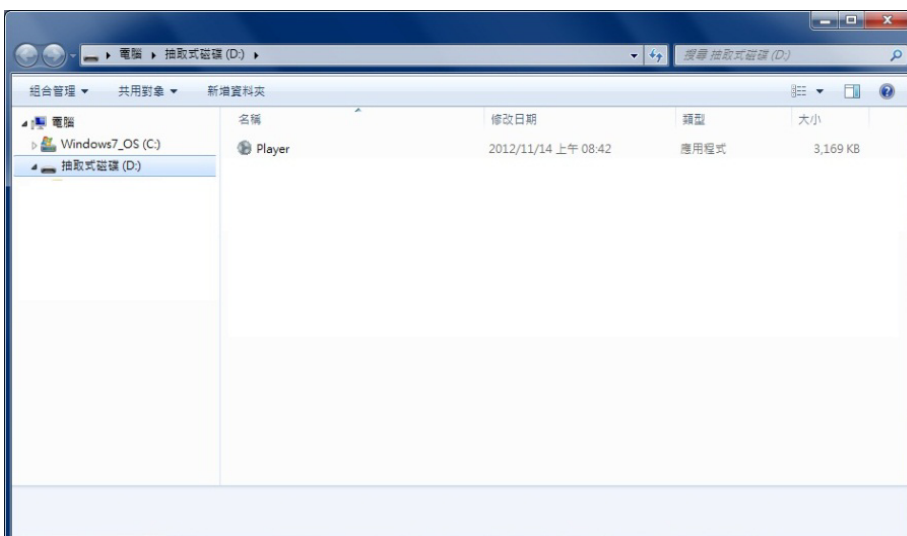 電腦 抽取式磁碟 (D:) 搜尋 抽取式磁碟 (D:)
組合管理 共用對象 新增資料夾
電腦
Windows7_OS (C:)
抽取式磁碟 (D:)
名稱 修改日期 類型 大小
Player 2012/11/14 上午 08:42 應用程式 3,169 KB